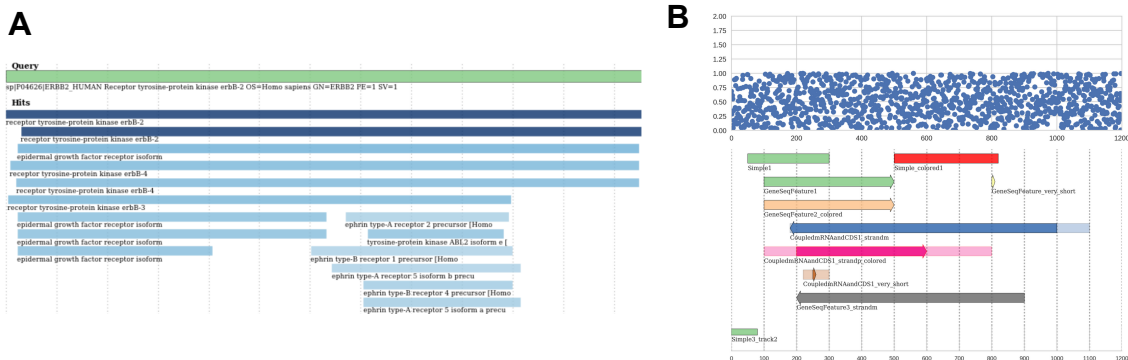 A
Query
sp|P04626|ERBB2_HUMAN Receptor tyrosine-protein kinase erbB-2 OS=Homo sapiens GN=ERBB2 PE=1 SV=1
Hits
receptor tyrosine-protein kinase erbB-2
receptor tyrosine-protein kinase erbB-2
epidermal growth factor receptor isoform
receptor tyrosine-protein kinase erbB-4
receptor tyrosine-protein kinase erbB-4
receptor tyrosine-protein kinase erbB-3
epidermal growth factor receptor isoform
ephrin type-A receptor 2 precursor [Homo
epidermal growth factor receptor isoform
tyrosine-protein kinase ABL2 isoform e [
epidermal growth factor receptor isoform
ephrin type-B receptor 1 precursor [Homo
ephrin type-A receptor 5 isoform b precu
ephrin type-B receptor 4 precursor [Homo
ephrin type-A receptor 5 isoform a precu
B
2.00
1.75
1.50
1.25
1.00
0.75
0.50
0.25
0.00
0 200 400 600 800 1000 1200
Simple1
Simple_colored1
GeneSeqFeature1
GeneSeqFeature_very_short
GeneSeqFeature2_colored
CoupledmRNAandCDS1_strandm
CoupledmRNAandCDS1_strandp_colored
CoupledmRNAandCDS1_very_short
GeneSeqFeature3_strandm
Simple3_track2
0 100 200 300 400 500 600 700 800 900 1000 1100 1200